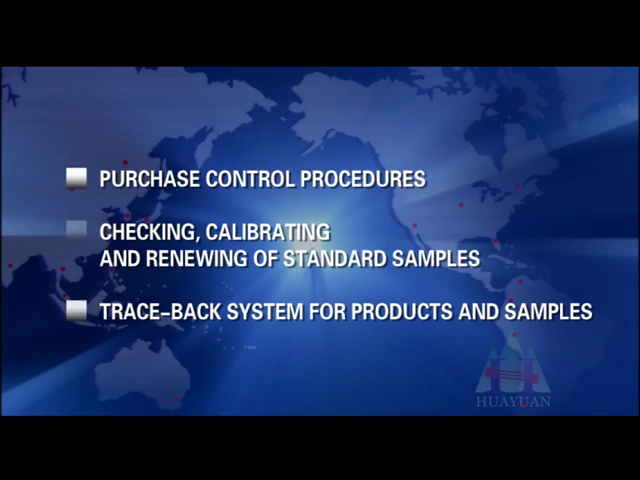 PURCHASE CONTROL PROCEDURES
CHECKING, CALIBRATING
AND RENEWING OF STANDARD SAMPLES
TRACE-BACK SYSTEM FOR PRODUCTS AND SAMPLES
HUAYUAN